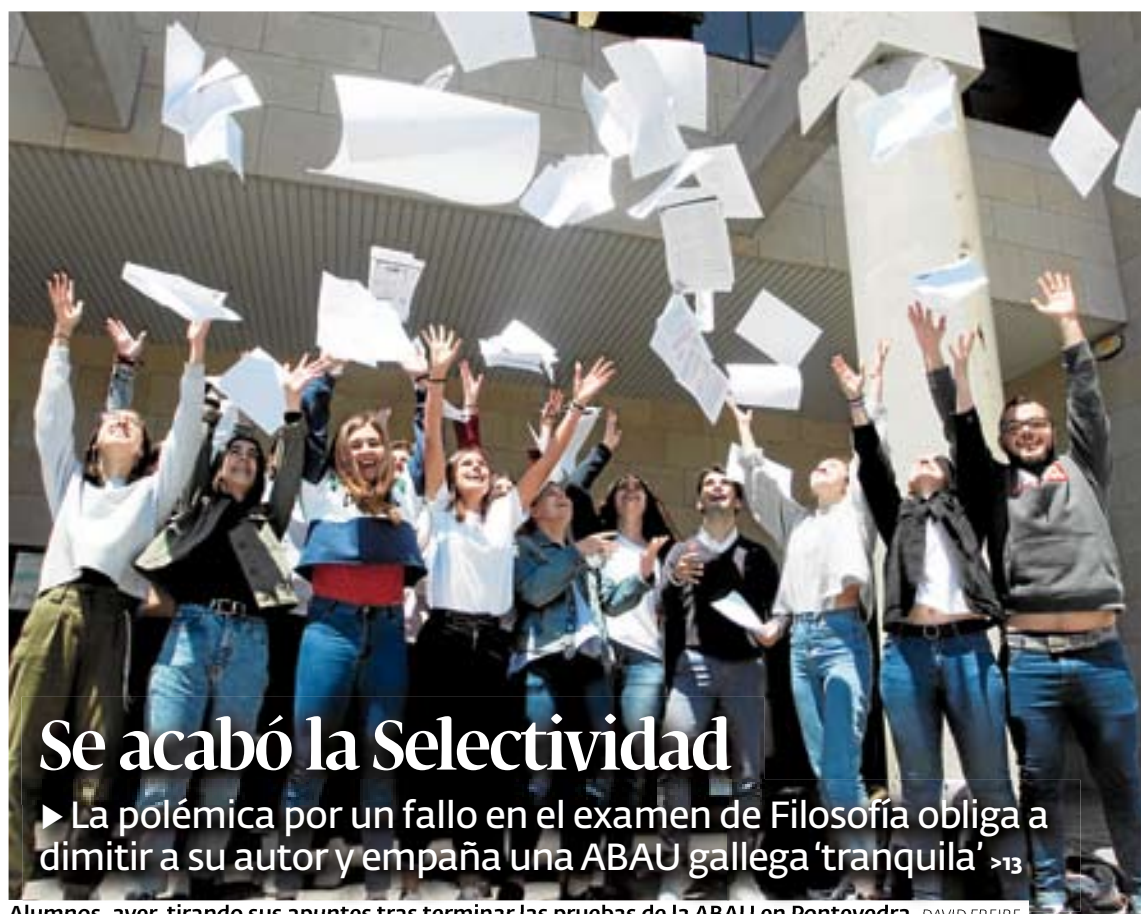 Se acabó la Selectividad
▶ La polémica por un fallo en el examen de Filosofía obliga a
dimitir a su autor y empaña una ABAU gallega ‘tranquila’ >13
Alumnos, ayer, tirando sus apuntes tras terminar las pruebas de la ABAU en Pontevedra. DAVID FREIRE